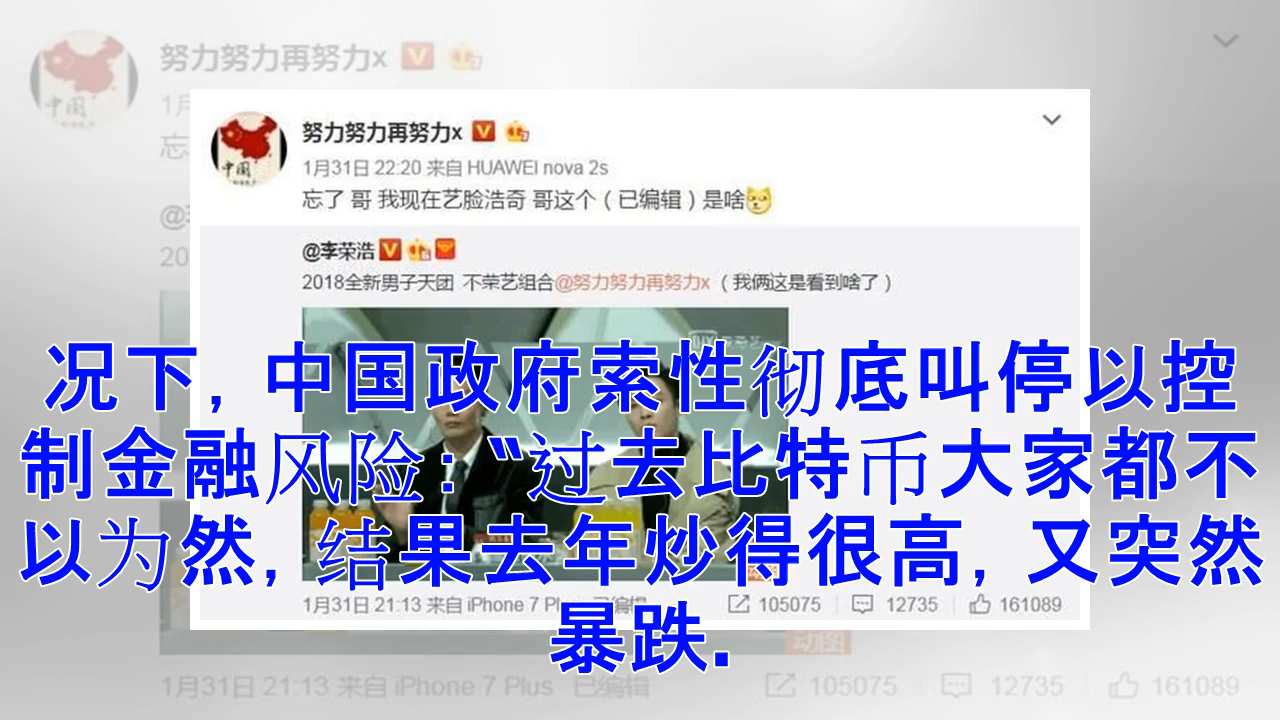 努力努力再努力x
1月31日 22:20 来自 HUAWEI nova 2s
忘了 哥 我现在艺脸浩奇 哥这个（已编辑）是啥
@李荣浩
2018全新男子天团 不荣艺组合@努力努力再努力x （我俩这是看到啥了）
况下, 中国政府索性彻底叫停以控
制金融风险: “过去比特币大家都不
以为然, 结果去年炒得很高, 又突然
暴跌.
1月31日 21:13 来自 iPhone 7 Plus 已编辑
105075 12735 161089
努力努力再努力x
1月31日 21:13 来自 iPhone 7 Plus 已编辑
动图
105075 12735 161089
中国